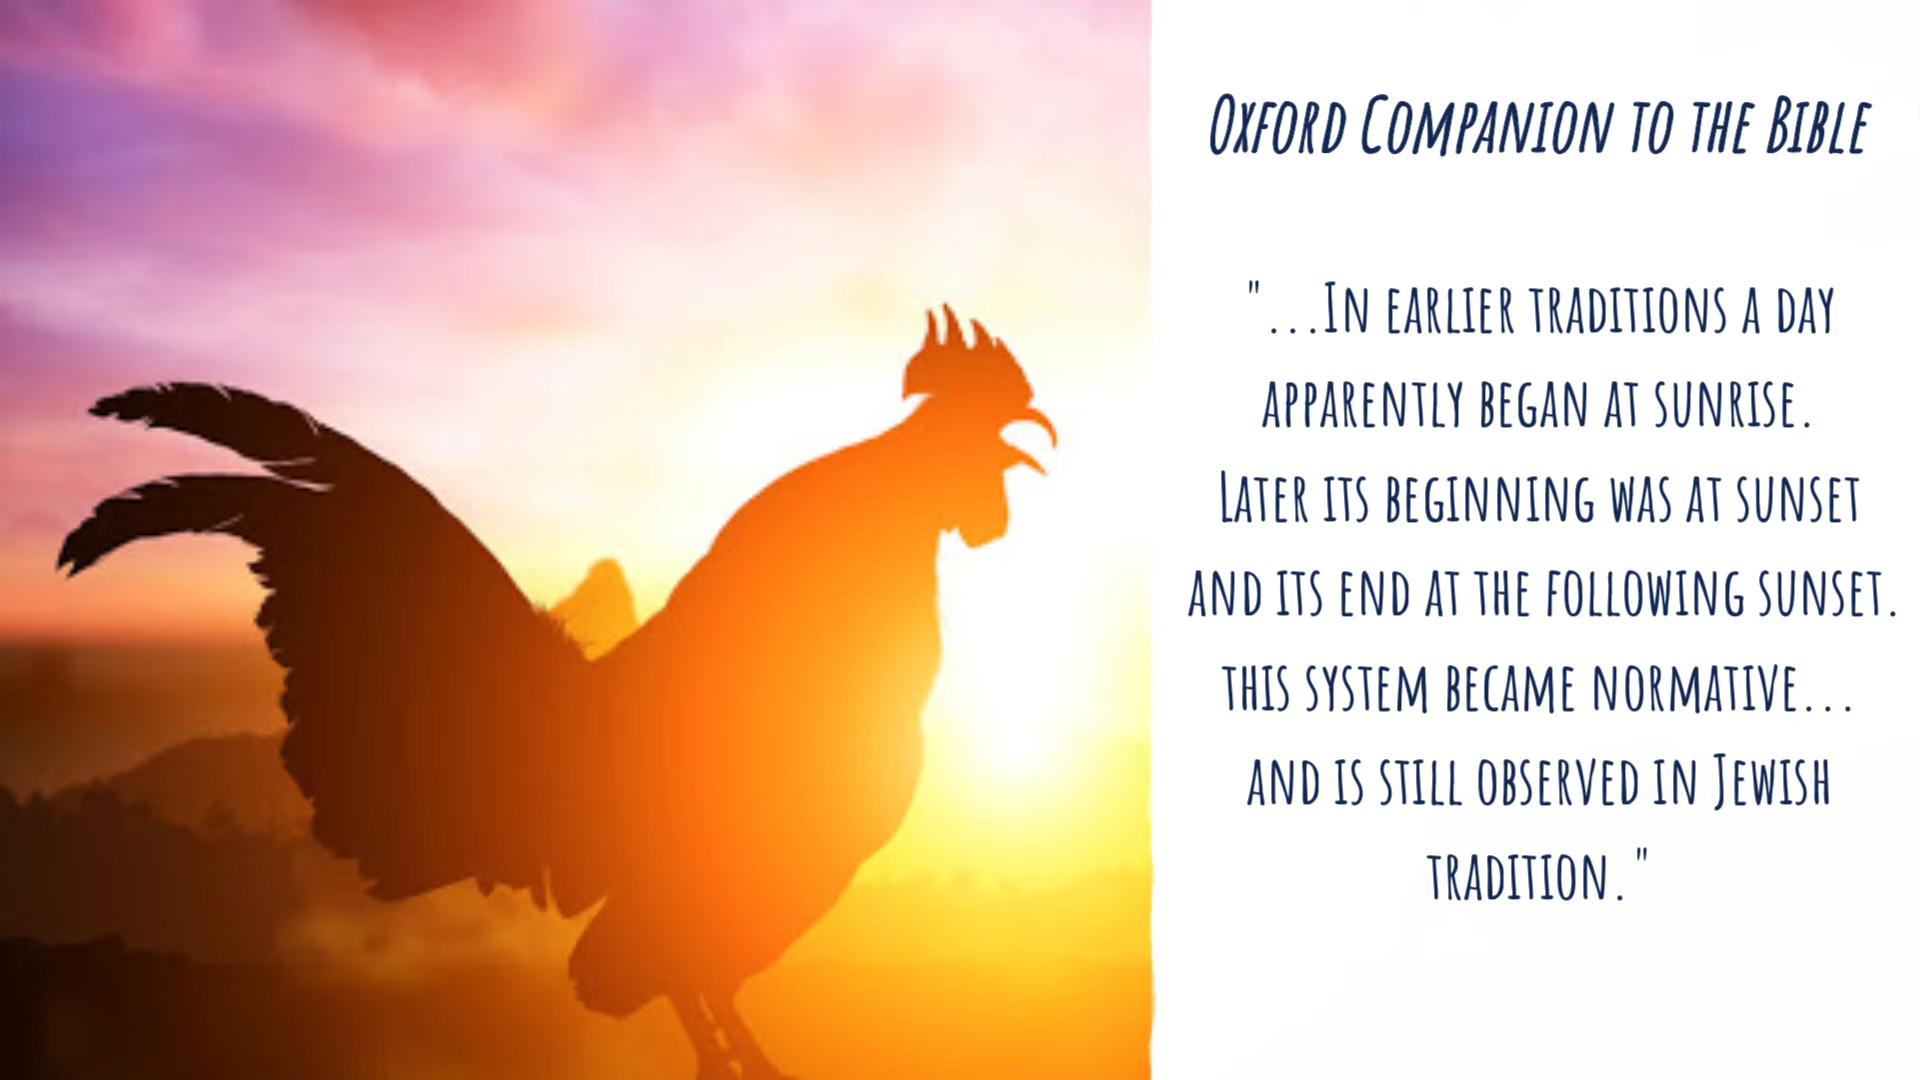 Oxford Companion to the Bible
"...In earlier traditions a day
apparently began at sunrise.
Later its beginning was at sunset
and its end at the following sunset.
this system became normative...
and is still observed in Jewish
tradition."